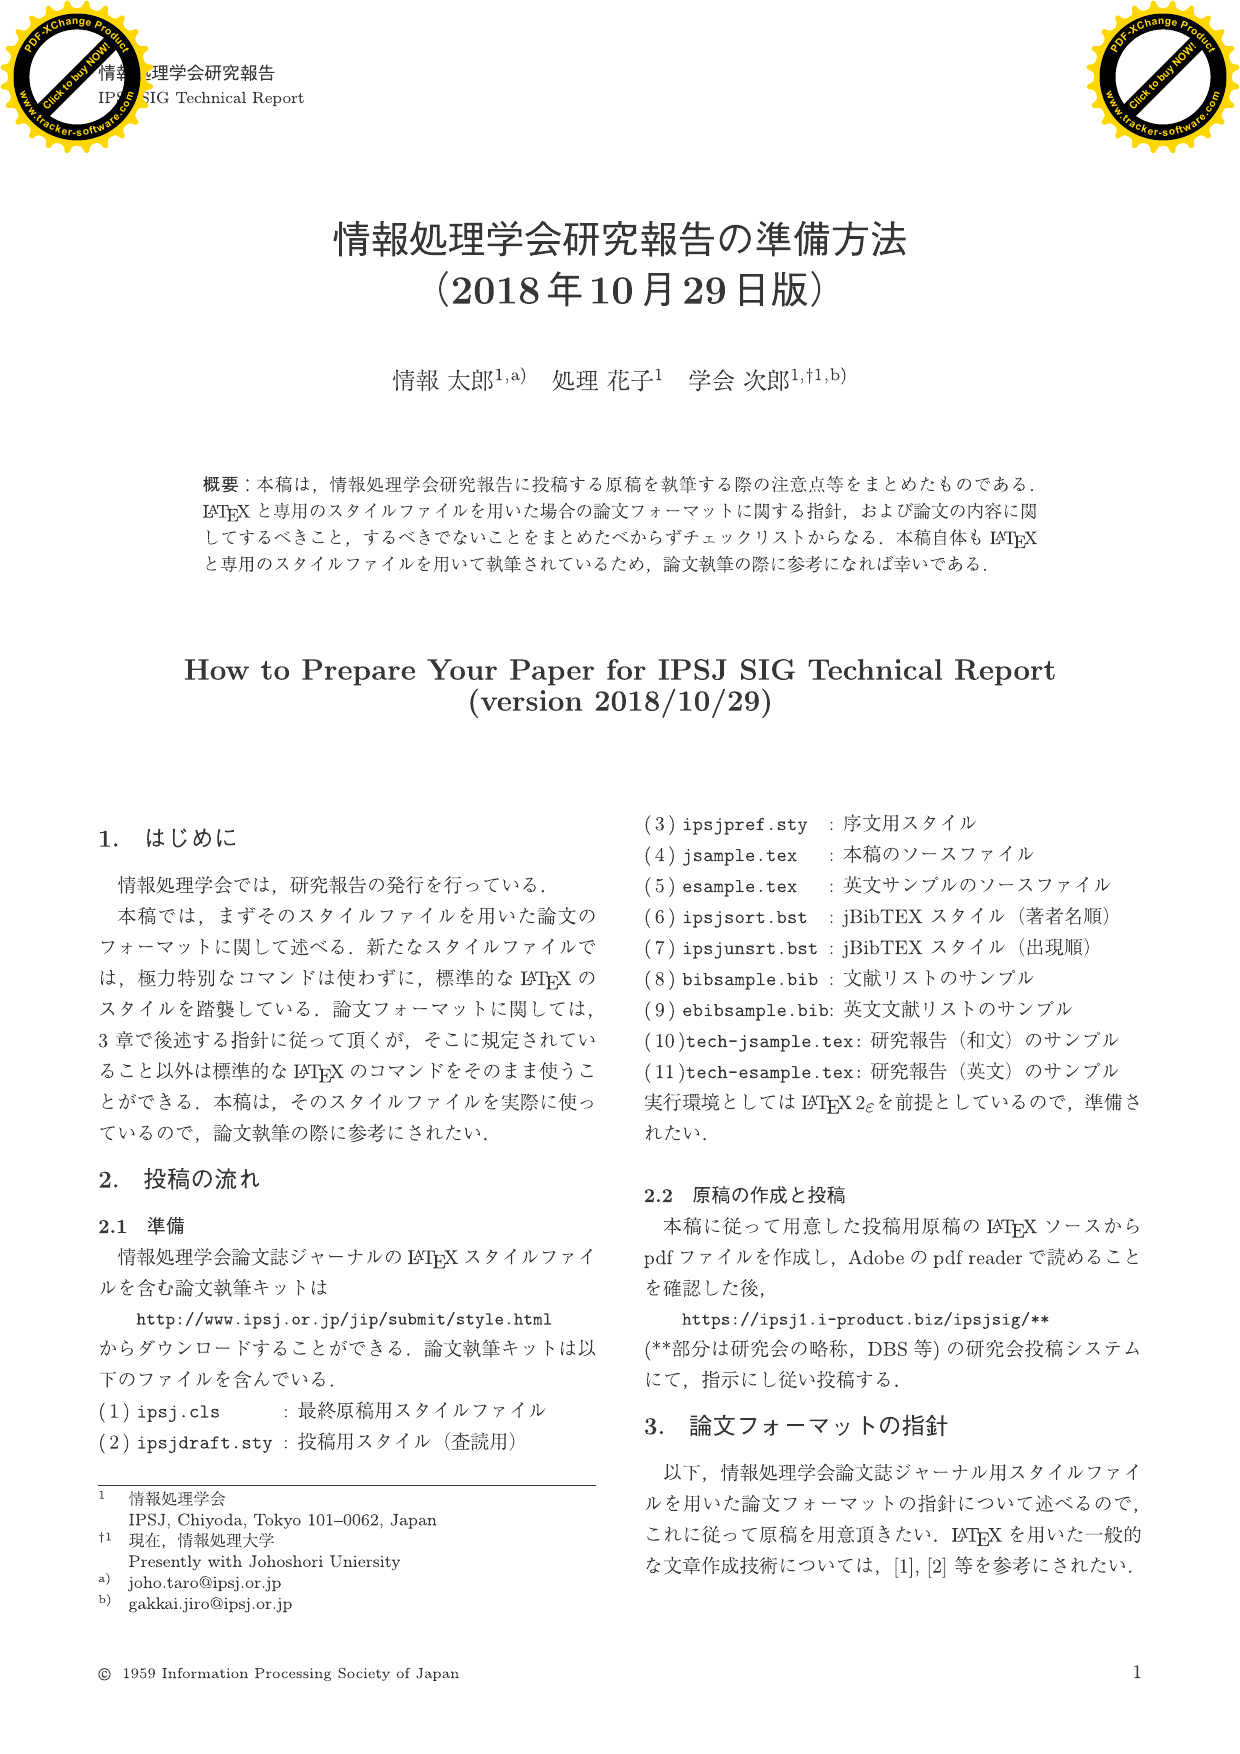 PDF-XChange Product
Click to buy NOW!
www.tracker-software.com
PDF-XChange Product
Click to buy NOW!
www.tracker-software.com
情報処理学会研究報告
IPSJ SIG Technical Report
情報処理学会研究報告の準備方法
（2018年10月29日版）
情報 太郎1,a) 処理 花子1 学会 次郎1,†1,b)
概要：本稿は，情報処理学会研究報告に投稿する原稿を執筆する際の注意点等をまとめたものである．
LATEX と専用のスタイルファイルを用いた場合の論文フォーマットに関する指針，および論文の内容に関
してするべきこと，するべきでないことをまとめたべからずチェックリストからなる．本稿自体も LATEX
と専用のスタイルファイルを用いて執筆されているため，論文執筆の際に参考になれば幸いである．
How to Prepare Your Paper for IPSJ SIG Technical Report
(version 2018/10/29)
1. はじめに
情報処理学会では，研究報告の発行を行っている．
本稿では，まずそのスタイルファイルを用いた論文の
フォーマットに関して述べる．新たなスタイルファイルで
は，極力特別なコマンドは使わずに，標準的な LATEX の
スタイルを踏襲している．論文フォーマットに関しては，
3 章で後述する指針に従って頂くが，そこに規定されてい
ること以外は標準的な LATEX のコマンドをそのまま使うこ
とができる．本稿は，そのスタイルファイルを実際に使っ
ているので，論文執筆の際に参考にされたい．
2. 投稿の流れ
2.1 準備
情報処理学会論文誌ジャーナルの LATEX スタイルファイ
ルを含む論文執筆キットは
http://www.ipsj.or.jp/jip/submit/style.html
からダウンロードすることができる．論文執筆キットは以
下のファイルを含んでいる．
(1) ipsj.cls : 最終原稿用スタイルファイル
(2) ipsjdraft.sty : 投稿用スタイル（査読用）
1 情報処理学会
IPSJ, Chiyoda, Tokyo 101–0062, Japan
†1 現在，情報処理大学
Presently with Johoshori Uniersity
a) joho.taro@ipsj.or.jp
b) gakkai.jiro@ipsj.or.jp
(3) ipsjpref.sty : 序文用スタイル
(4) jsample.tex : 本稿のソースファイル
(5) esample.tex : 英文サンプルのソースファイル
(6) ipsjsort.bst : jBibTEX スタイル（著者名順）
(7) ipsjunsrt.bst : jBibTEX スタイル（出現順）
(8) bibsample.bib : 文献リストのサンプル
(9) ebibsample.bib: 英文文献リストのサンプル
(10)tech-jsample.tex: 研究報告（和文）のサンプル
(11)tech-esample.tex: 研究報告（英文）のサンプル
実行環境としては LATEX 2ε を前提としているので，準備さ
れたい．
2.2 原稿の作成と投稿
本稿に従って用意した投稿用原稿の LATEX ソースから
pdf ファイルを作成し，Adobe の pdf reader で読めること
を確認した後，
https://ipsj1.i-product.biz/ipsjsig/**
(**部分は研究会の略称，DBS 等) の研究会投稿システム
にて，指示にし従い投稿する．
3. 論文フォーマットの指針
以下，情報処理学会論文誌ジャーナル用スタイルファイ
ルを用いた論文フォーマットの指針について述べるので，
これに従って原稿を用意頂きたい．LATEX を用いた一般的
な文章作成技術については，[1], [2] 等を参考にされたい．
© 1959 Information Processing Society of Japan
1